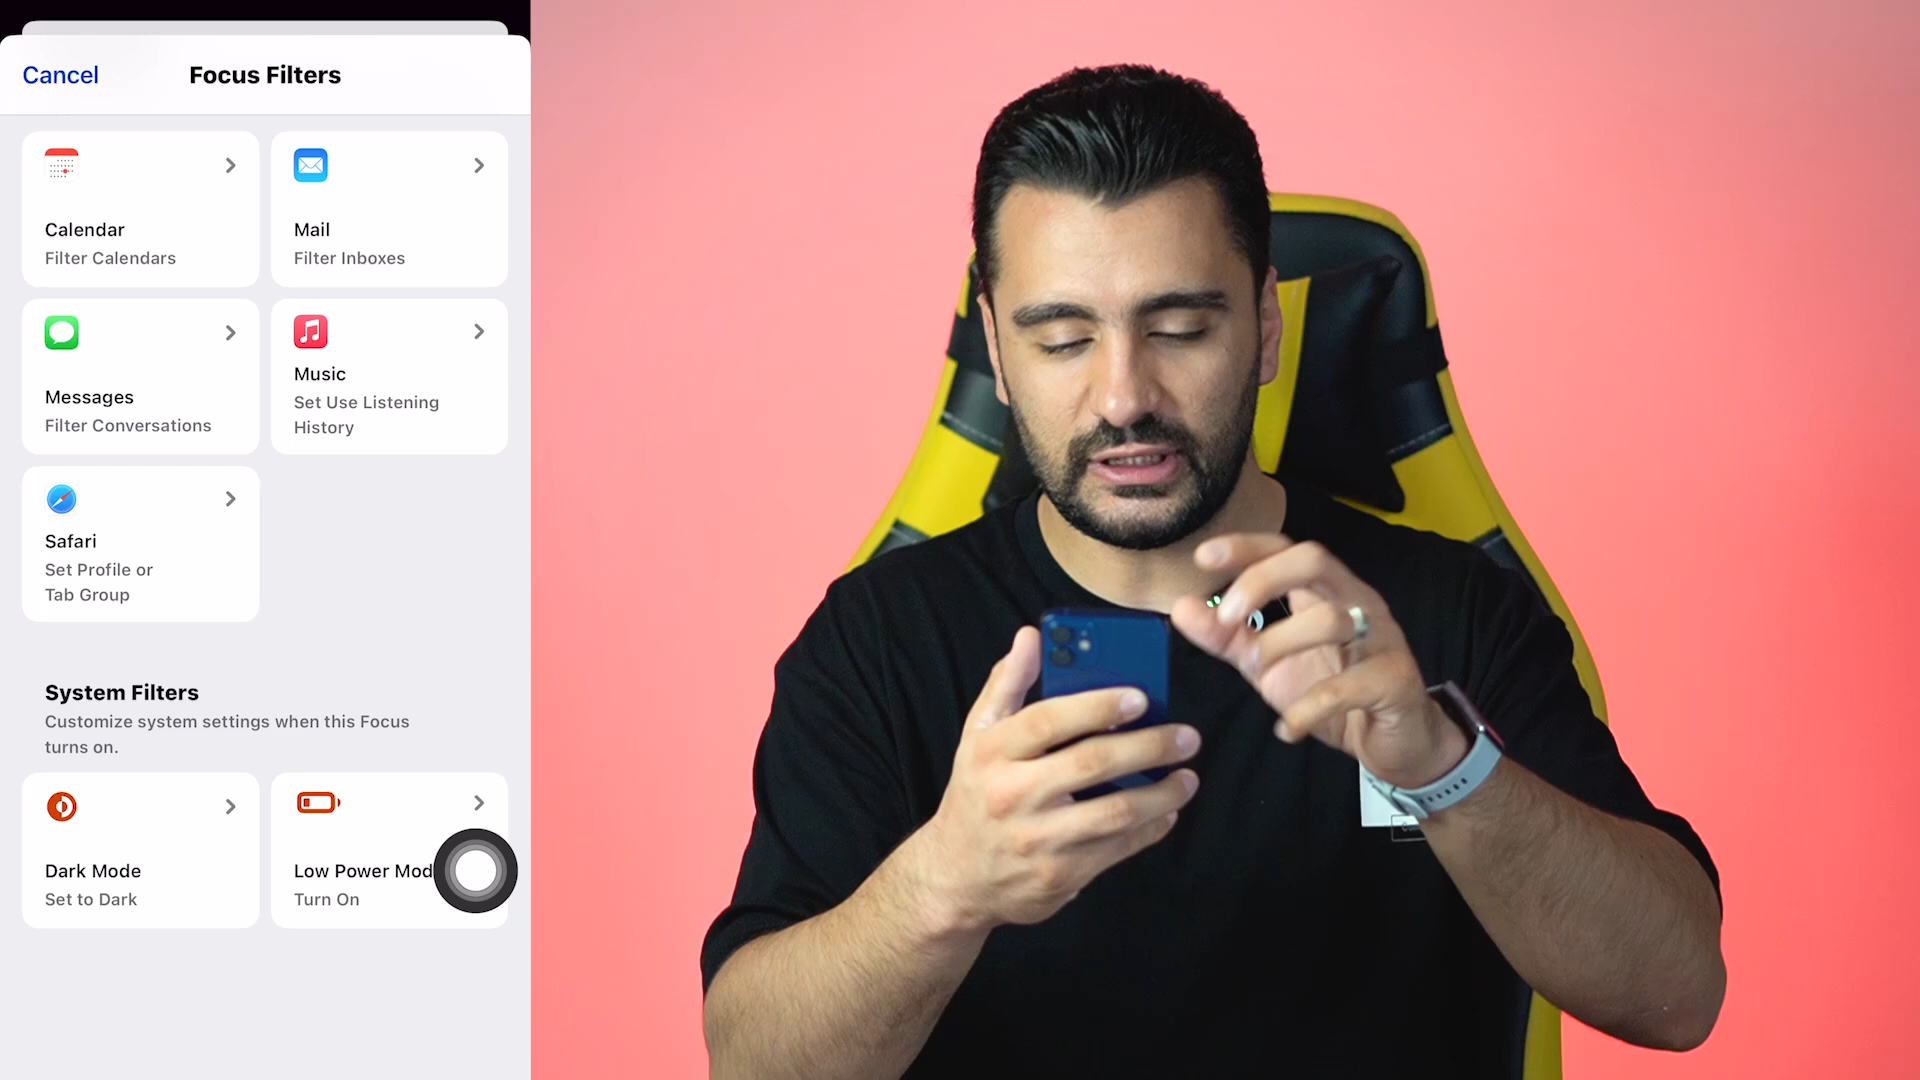 Cancel
Focus Filters
Calendar
Filter Calendars
Mail
Filter Inboxes
Messages
Filter Conversations
Music
Set Use Listening
History
Safari
Set Profile or
Tab Group
System Filters
Customize system settings when this Focus
turns on.
Dark Mode
Set to Dark
Low Power Mod
Turn On